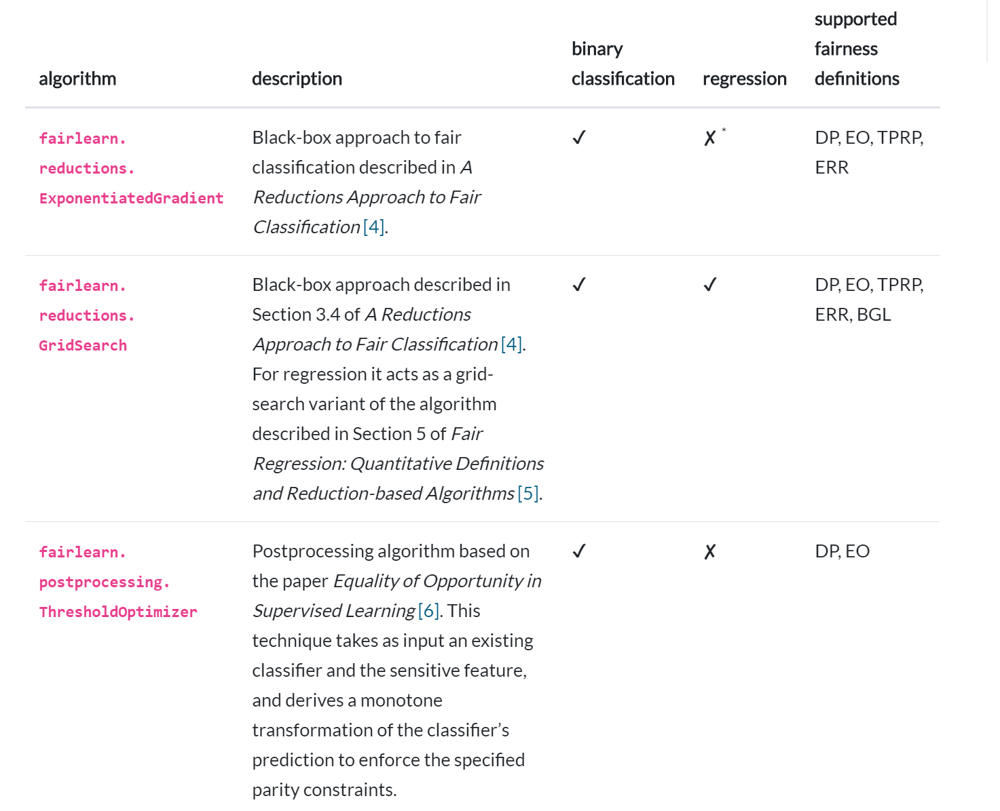 algorithm
description
binary
classification
regression
supported
fairness
definitions
fairlearn.
reductions.
ExponentiatedGradient
Black-box approach to fair
classification described in A
Reductions Approach to Fair
Classification [4].
✓
✗ *
DP, EO, TPRP,
ERR
fairlearn.
reductions.
GridSearch
Black-box approach described in
Section 3.4 of A Reductions
Approach to Fair Classification [4].
For regression it acts as a grid-
search variant of the algorithm
described in Section 5 of Fair
Regression: Quantitative Definitions
and Reduction-based Algorithms [5].
✓
✓
DP, EO, TPRP,
ERR, BGL
fairlearn.
postprocessing.
ThresholdOptimizer
Postprocessing algorithm based on
the paper Equality of Opportunity in
Supervised Learning [6]. This
technique takes as input an existing
classifier and the sensitive feature,
and derives a monotone
transformation of the classifier’s
prediction to enforce the specified
parity constraints.
✓
✗
DP, EO